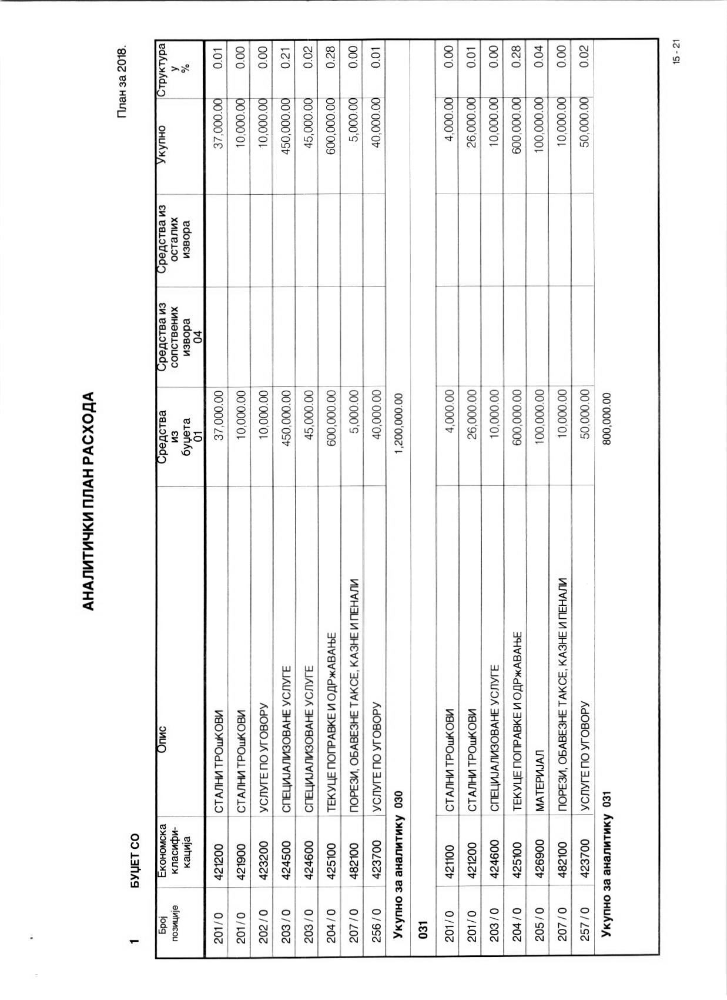 АНАЛИТИЧКИ ПЛАН РАСХОДА
План за 2018.
1 БУЏЕТ СО
Број позиције Економска класифи-кација Опис Средства из буџета 01 Средства из сопствених извора 04 Средства из осталих извора Укупно Структура у %
201 / 0 421200 СТАЛНИ ТРОшКОВИ 37,000.00 37,000.00 0.01
201 / 0 421900 СТАЛНИ ТРОшКОВИ 10,000.00 10,000.00 0.00
202 / 0 423200 УСЛУГЕ ПО УГОВОРУ 10,000.00 10,000.00 0.00
203 / 0 424500 СПЕЦИЈАЛИЗОВАНЕ УСЛУГЕ 450,000.00 450,000.00 0.21
203 / 0 424600 СПЕЦИЈАЛИЗОВАНЕ УСЛУГЕ 45,000.00 45,000.00 0.02
204 / 0 425100 ТЕКУЦЕ ПОПРАВКЕ И ОДРжАВАЊЕ 600,000.00 600,000.00 0.28
207 / 0 482100 ПОРЕЗИ, ОБАВЕЗНЕ ТАКСЕ, КАЗНЕ И ПЕНАЛИ 5,000.00 5,000.00 0.00
256 / 0 423700 УСЛУГЕ ПО УГОВОРУ 40,000.00 40,000.00 0.01
Укупно за аналитику 030 1,200,000.00
031
201 / 0 421100 СТАЛНИ ТРОшКОВИ 4,000.00 4,000.00 0.00
201 / 0 421200 СТАЛНИ ТРОшКОВИ 26,000.00 26,000.00 0.01
203 / 0 424600 СПЕЦИЈАЛИЗОВАНЕ УСЛУГЕ 10,000.00 10,000.00 0.00
204 / 0 425100 ТЕКУЦЕ ПОПРАВКЕ И ОДРжАВАЊЕ 600,000.00 600,000.00 0.28
205 / 0 426900 МАТЕРИЈАЛ 100,000.00 100,000.00 0.04
207 / 0 482100 ПОРЕЗИ, ОБАВЕЗНЕ ТАКСЕ, КАЗНЕ И ПЕНАЛИ 10,000.00 10,000.00 0.00
257 / 0 423700 УСЛУГЕ ПО УГОВОРУ 50,000.00 50,000.00 0.02
Укупно за аналитику 031 800,000.00
15 - 21